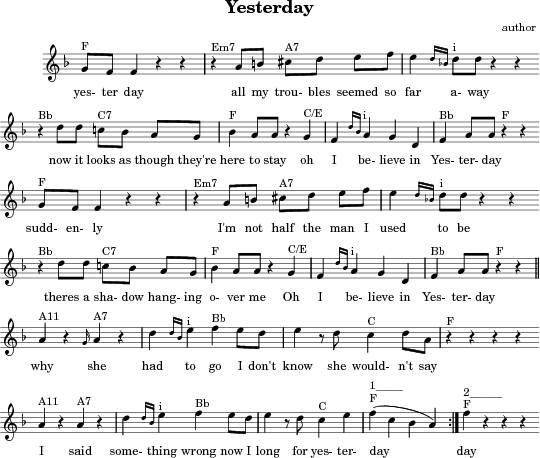 Yesterday
author
F Em7 A7 i
yes- ter day all my trou- bles seemed so far a- way
Bb C7 F C/E i Bb F
now it looks as though they're here to stay oh I be- lieve in Yes- ter- day
F Em7 A7 i
sudd- en- ly I'm not half the man I used to be
Bb C7 F C/E i Bb F
theres a sha- dow hang- ing o- ver me Oh I be- lieve in Yes- ter- day
A11 A7 i Bb C F
why she had to go I don't know she would- n't say
1____ 2_____
A11 A7 i Bb C F F
I said some- thing wrong now I long for yes- ter- day day